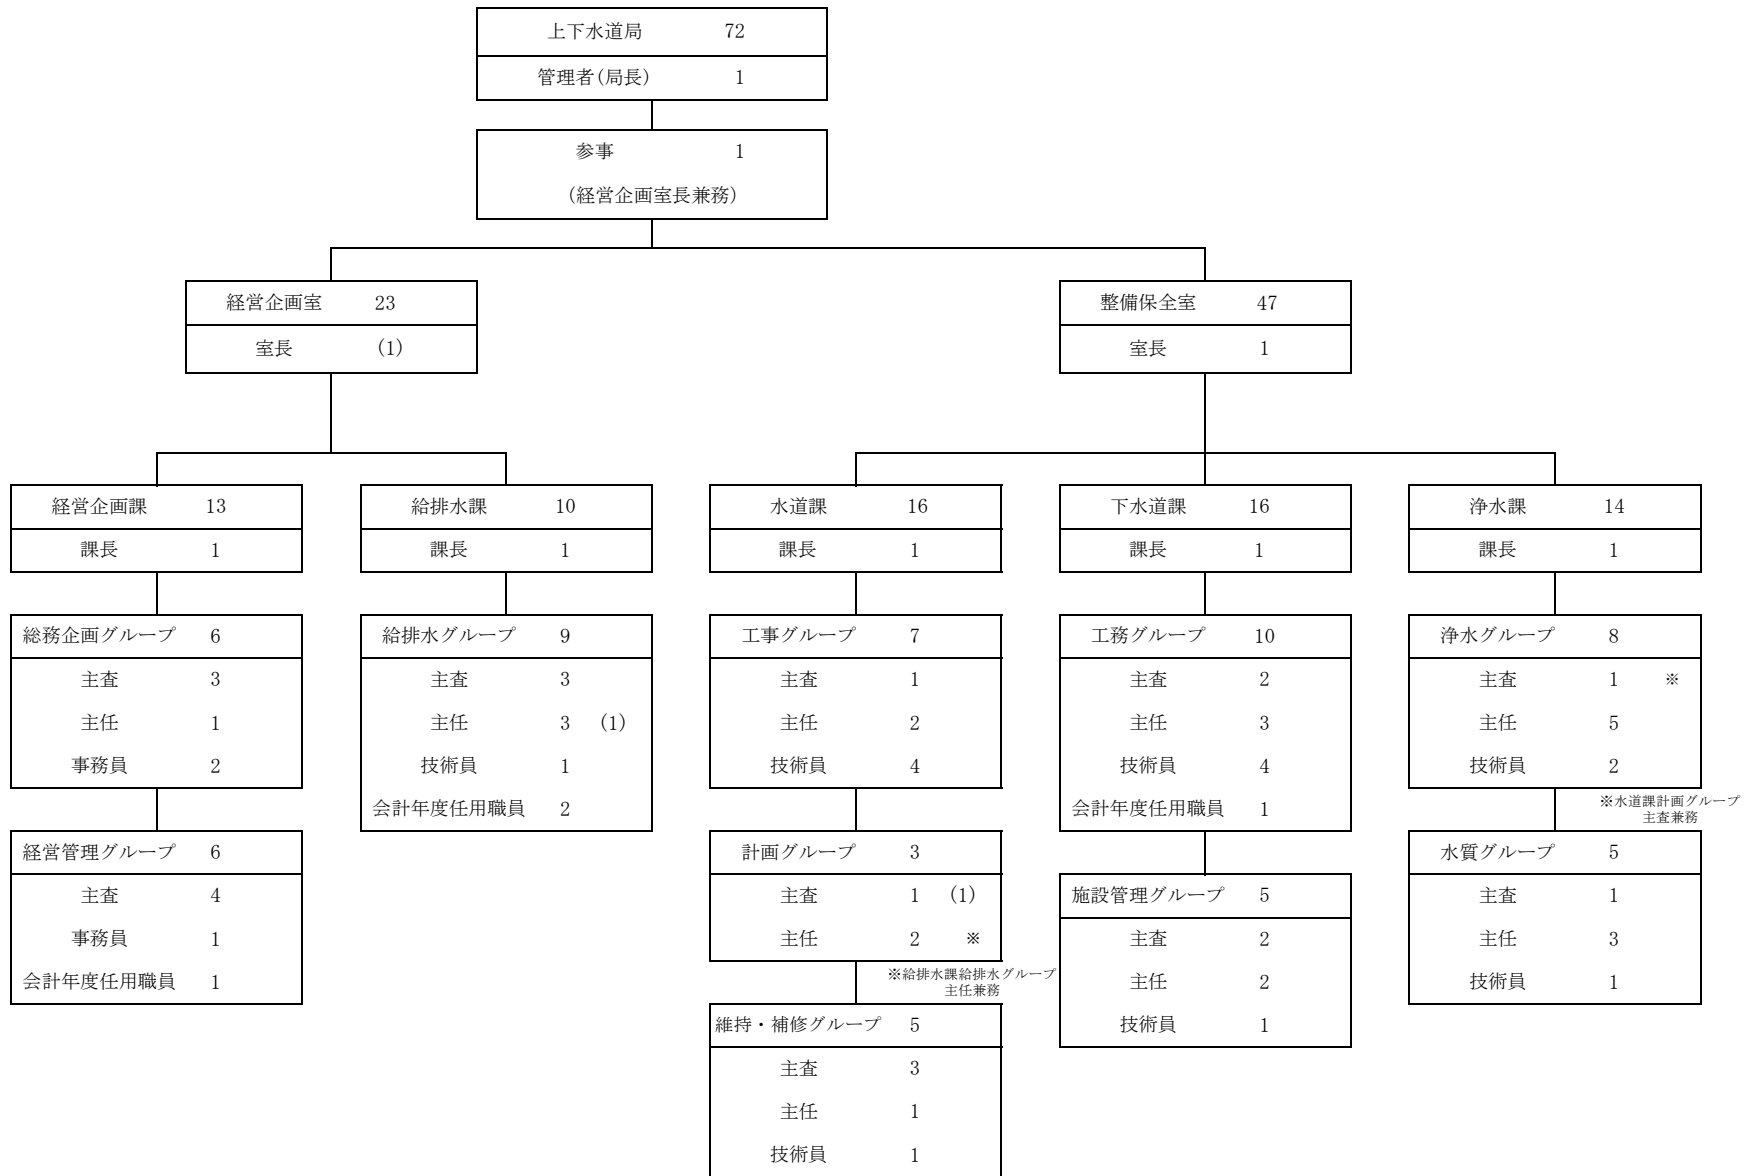 上下水道局 72
管理者(局長) 1
参事 1
(経営企画室長兼務)
経営企画室 23
室長 (1)
整備保全室 47
室長 1
経営企画課 13
課長 1
総務企画グループ 6
主査 3
主任 1
事務員 2
経営管理グループ 6
主査 4
事務員 1
会計年度任用職員 1
給排水課 10
課長 1
給排水グループ 9
主査 3
主任 3 (1)
技術員 1
会計年度任用職員 2
水道課 16
課長 1
工事グループ 7
主査 1
主任 2
技術員 4
計画グループ 3
主査 1 (1)
主任 2 ※
※給排水課給排水グループ
主任兼務
維持・補修グループ 5
主査 3
主任 1
技術員 1
下水道課 16
課長 1
工務グループ 10
主査 2
主任 3
技術員 4
会計年度任用職員 1
施設管理グループ 5
主査 2
主任 2
技術員 1
浄水課 14
課長 1
浄水グループ 8
主査 1 ※
主任 5
技術員 2
※水道課計画グループ
主査兼務
水質グループ 5
主査 1
主任 3
技術員 1